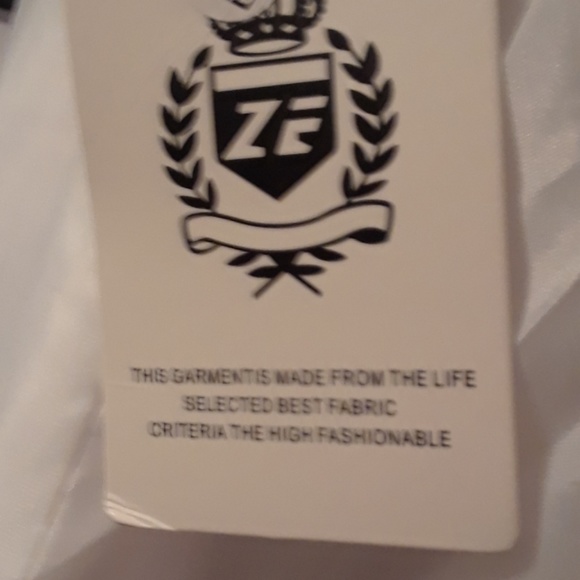 ZE
THIS GARMENTIS MADE FROM THE LIFE
SELECTED BEST FABRIC
CRITERIA THE HIGH FASHIONABLE